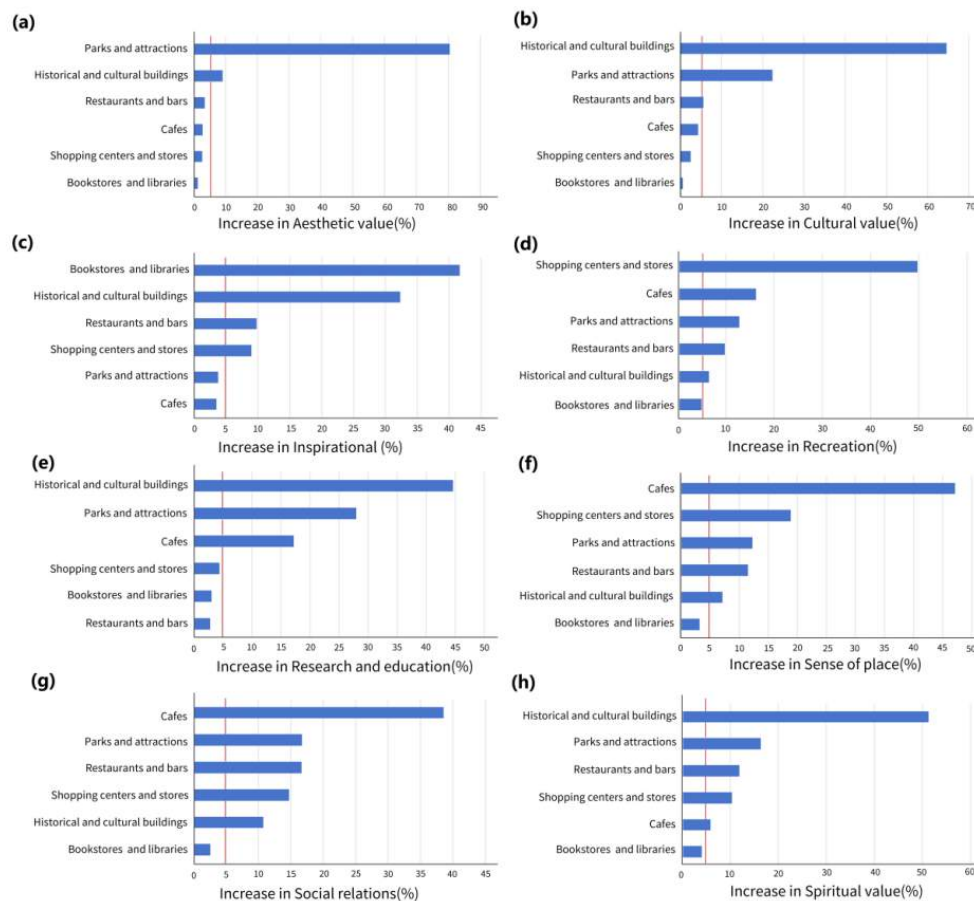 (a)
Parks and attractions
Historical and cultural buildings
Restaurants and bars
Cafes
Shopping centers and stores
Bookstores and libraries
0 10 20 30 40 50 60 70 80 90
Increase in Aesthetic value(%)
(b)
Historical and cultural buildings
Parks and attractions
Restaurants and bars
Cafes
Shopping centers and stores
Bookstores and libraries
0 10 20 30 40 50 60 70
Increase in Cultural value(%)
(c)
Bookstores and libraries
Historical and cultural buildings
Restaurants and bars
Shopping centers and stores
Parks and attractions
Cafes
0 5 10 15 20 25 30 35 40 45
Increase in Inspirational (%)
(d)
Shopping centers and stores
Cafes
Parks and attractions
Restaurants and bars
Historical and cultural buildings
Bookstores and libraries
0 10 20 30 40 50 60
Increase in Recreation(%)
(e)
Historical and cultural buildings
Parks and attractions
Cafes
Shopping centers and stores
Bookstores and libraries
Restaurants and bars
0 5 10 15 20 25 30 35 40 45 50
Increase in Research and education(%)
(f)
Cafes
Shopping centers and stores
Parks and attractions
Restaurants and bars
Historical and cultural buildings
Bookstores and libraries
0 5 10 15 20 25 30 35 40 45 50
Increase in Sense of place(%)
(g)
Cafes
Parks and attractions
Restaurants and bars
Shopping centers and stores
Historical and cultural buildings
Bookstores and libraries
0 5 10 15 20 25 30 35 40 45
Increase in Social relations(%)
(h)
Historical and cultural buildings
Parks and attractions
Restaurants and bars
Shopping centers and stores
Cafes
Bookstores and libraries
0 10 20 30 40 50 60
Increase in Spiritual value(%)